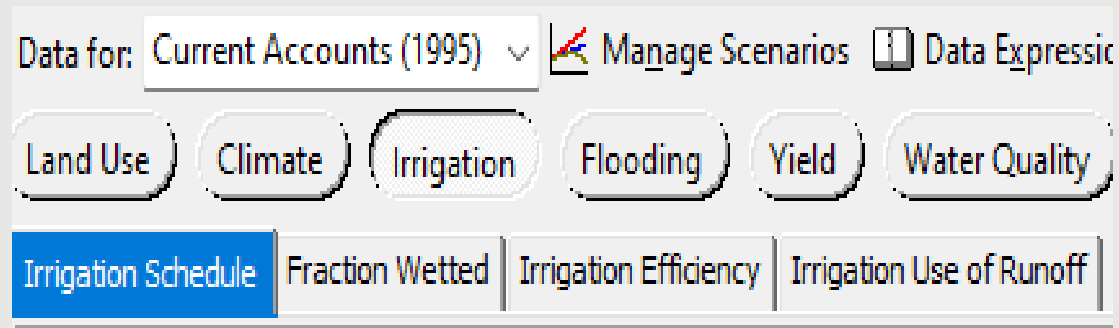 Data for: Current Accounts (1995) Manage Scenarios Data Expressio
Land Use Climate Irrigation Flooding Yield Water Quality
Irrigation Schedule Fraction Wetted Irrigation Efficiency Irrigation Use of Runoff